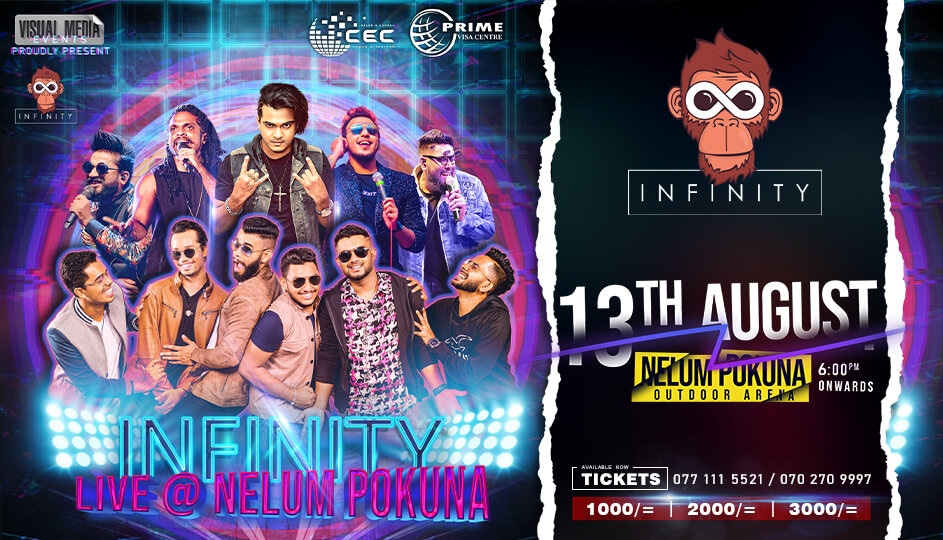 VISUAL MEDIA
EVENTS
PROUDLY PRESENT
INFINITY
CEC
PRIME
VISA CENTRE
INFINITY
LIVE @ NELUM POKUNA
INFINITY
13TH AUGUST
NELUM POKUNA
OUTDOOR ARENA
6:00PM
ONWARDS
AVAILABLE NOW
TICKETS 077 111 5521 / 070 270 9997
1000/= | 2000/= | 3000/=